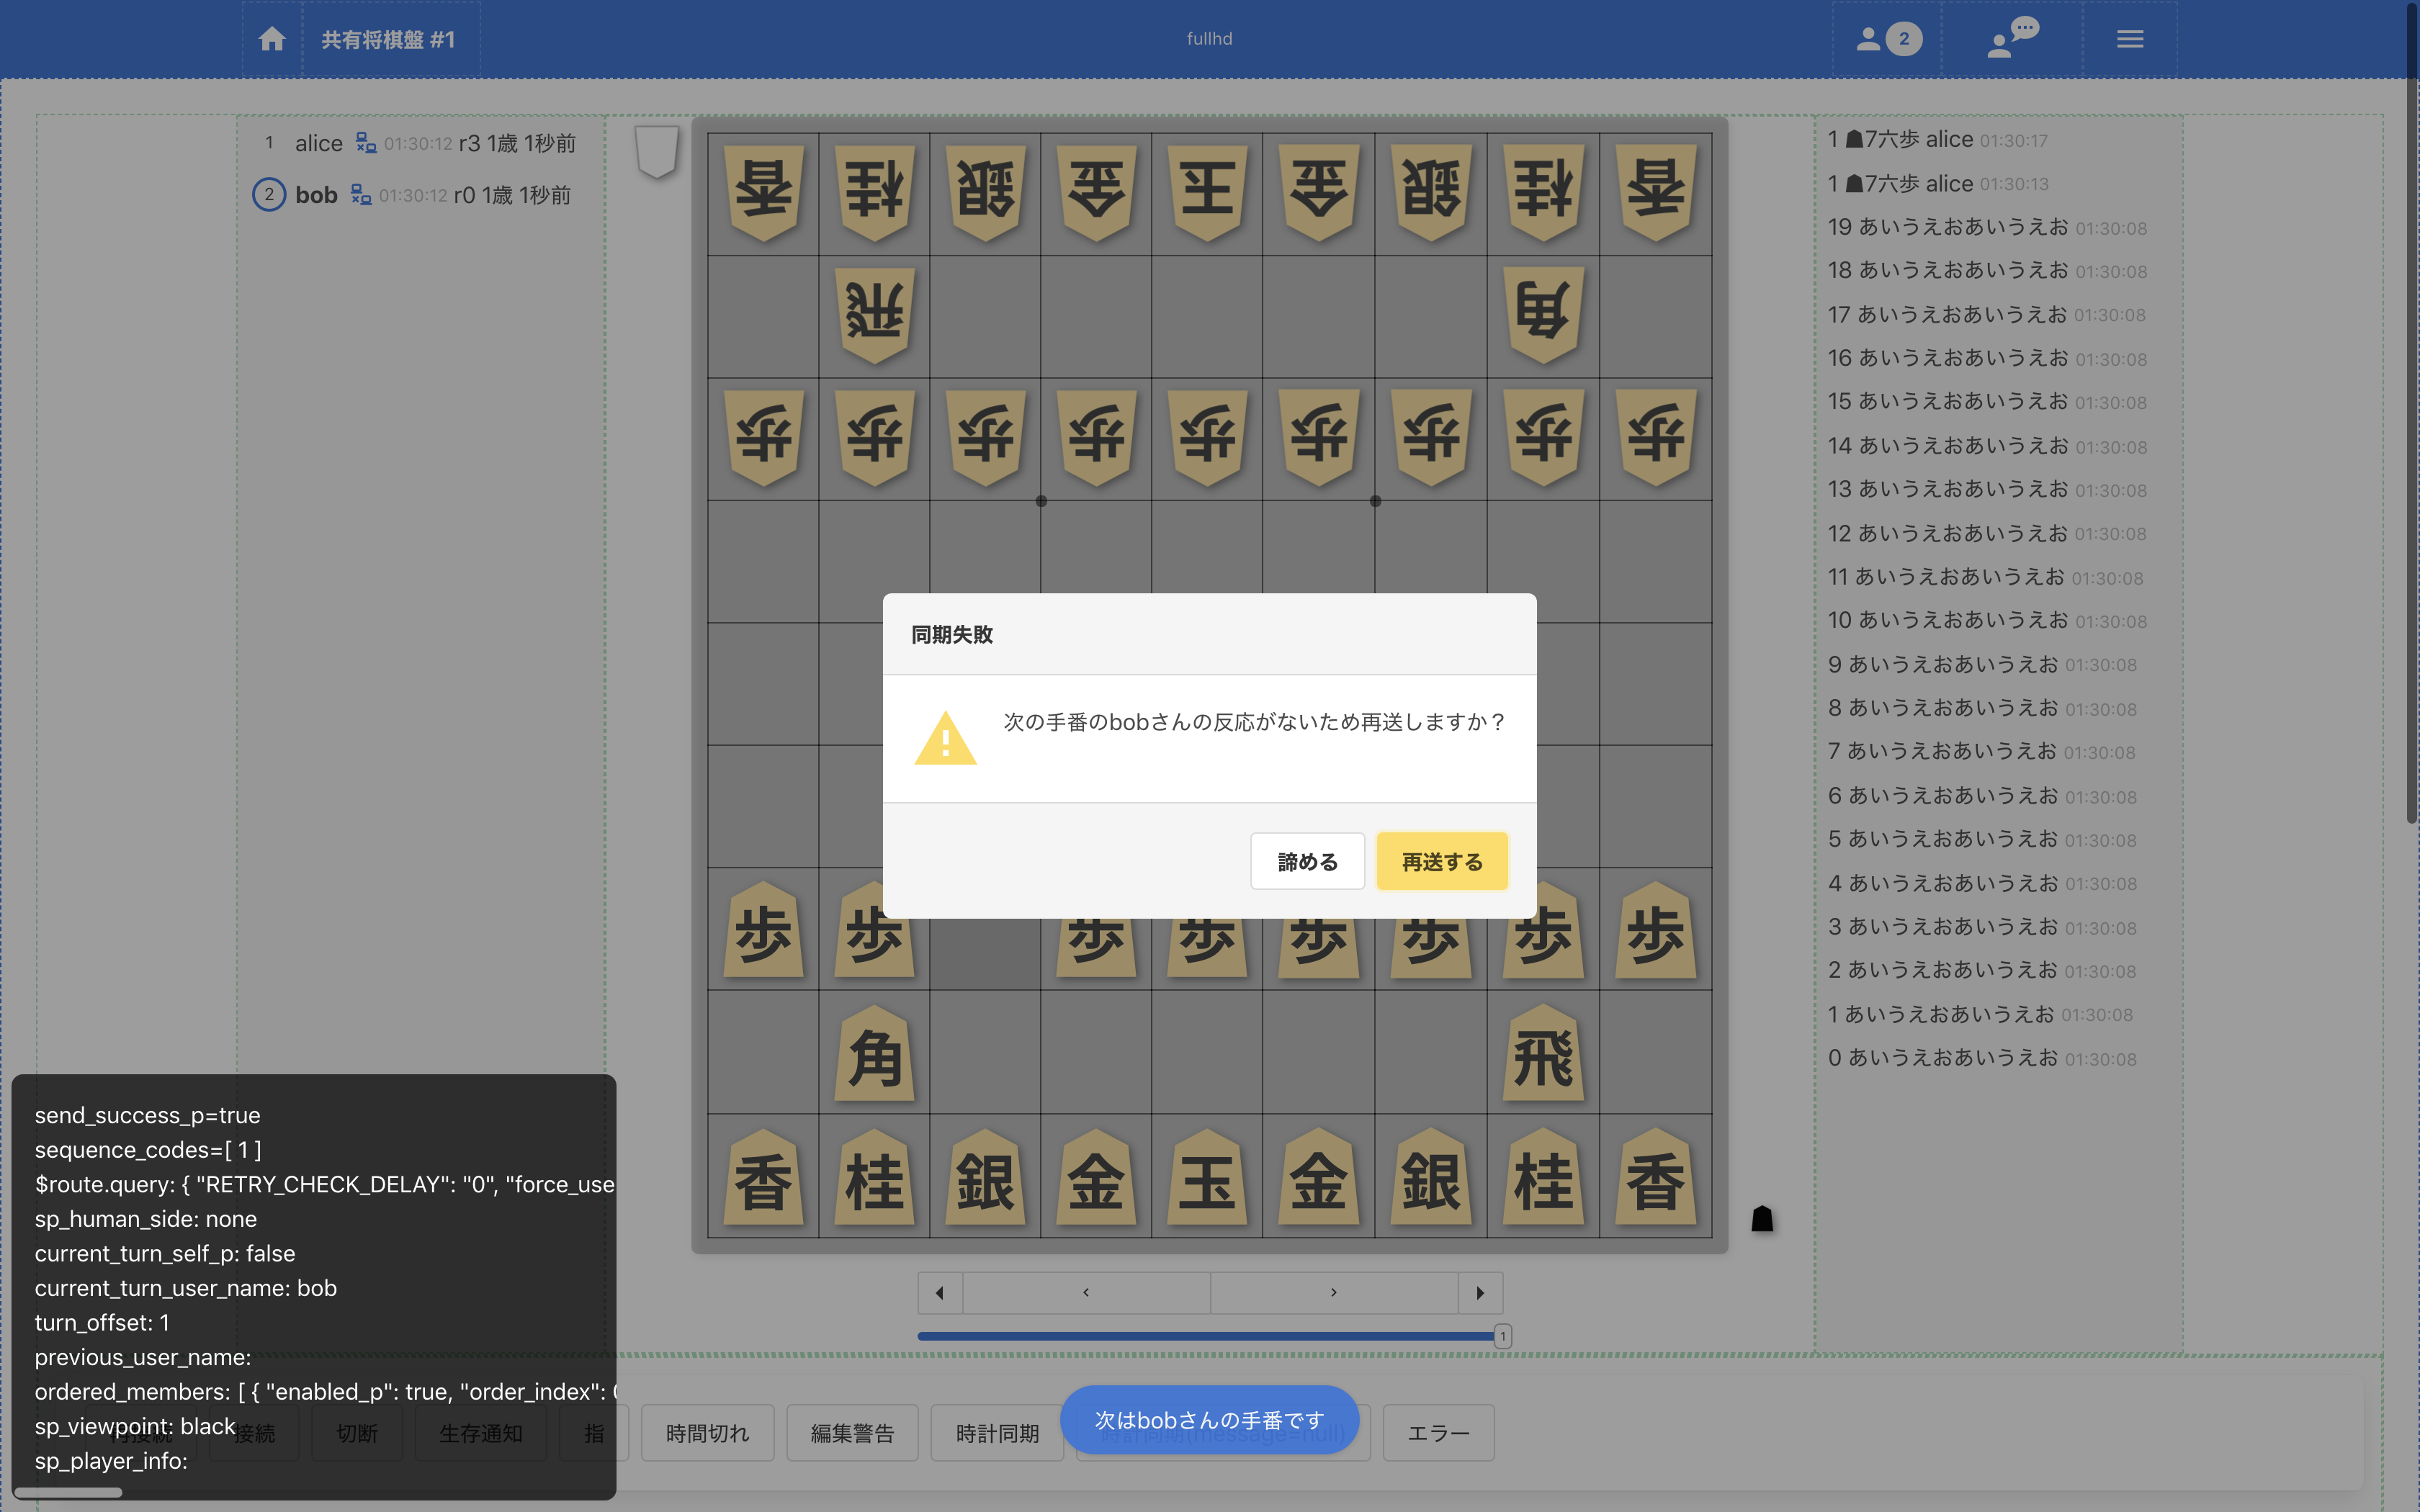 共有将棋盤 #1
fullhd
2
1 alice 01:30:12 r3 1歳 1秒前
2 bob 01:30:12 r0 1歳 1秒前
香 桂 銀 金 玉 金 銀 桂 香
飛 角
歩 歩 歩 歩 歩 歩 歩 歩 歩
同期失敗
次の手番のbobさんの反応がないため再送しますか？
諦める 再送する
歩 歩 歩 歩 歩 歩 歩 歩
角 飛
香 桂 銀 金 玉 金 銀 桂 香
1
1 ☗7六歩 alice 01:30:17
1 ☗7六歩 alice 01:30:13
19 あいうえおあいうえお 01:30:08
18 あいうえおあいうえお 01:30:08
17 あいうえおあいうえお 01:30:08
16 あいうえおあいうえお 01:30:08
15 あいうえおあいうえお 01:30:08
14 あいうえおあいうえお 01:30:08
13 あいうえおあいうえお 01:30:08
12 あいうえおあいうえお 01:30:08
11 あいうえおあいうえお 01:30:08
10 あいうえおあいうえお 01:30:08
9 あいうえおあいうえお 01:30:08
8 あいうえおあいうえお 01:30:08
7 あいうえおあいうえお 01:30:08
6 あいうえおあいうえお 01:30:08
5 あいうえおあいうえお 01:30:08
4 あいうえおあいうえお 01:30:08
3 あいうえおあいうえお 01:30:08
2 あいうえおあいうえお 01:30:08
1 あいうえおあいうえお 01:30:08
0 あいうえおあいうえお 01:30:08
send_success_p=true
sequence_codes=[ 1 ]
$route.query: { "RETRY_CHECK_DELAY": "0", "force_use
sp_human_side: none
current_turn_self_p: false
current_turn_user_name: bob
turn_offset: 1
previous_user_name:
ordered_members: [ { "enabled_p": true, "order_index":
sp_viewpoint: black
sp_player_info:
接続 切断 生存通知 指 時間切れ 編集警告 時計同期 エラー
次はbobさんの手番です